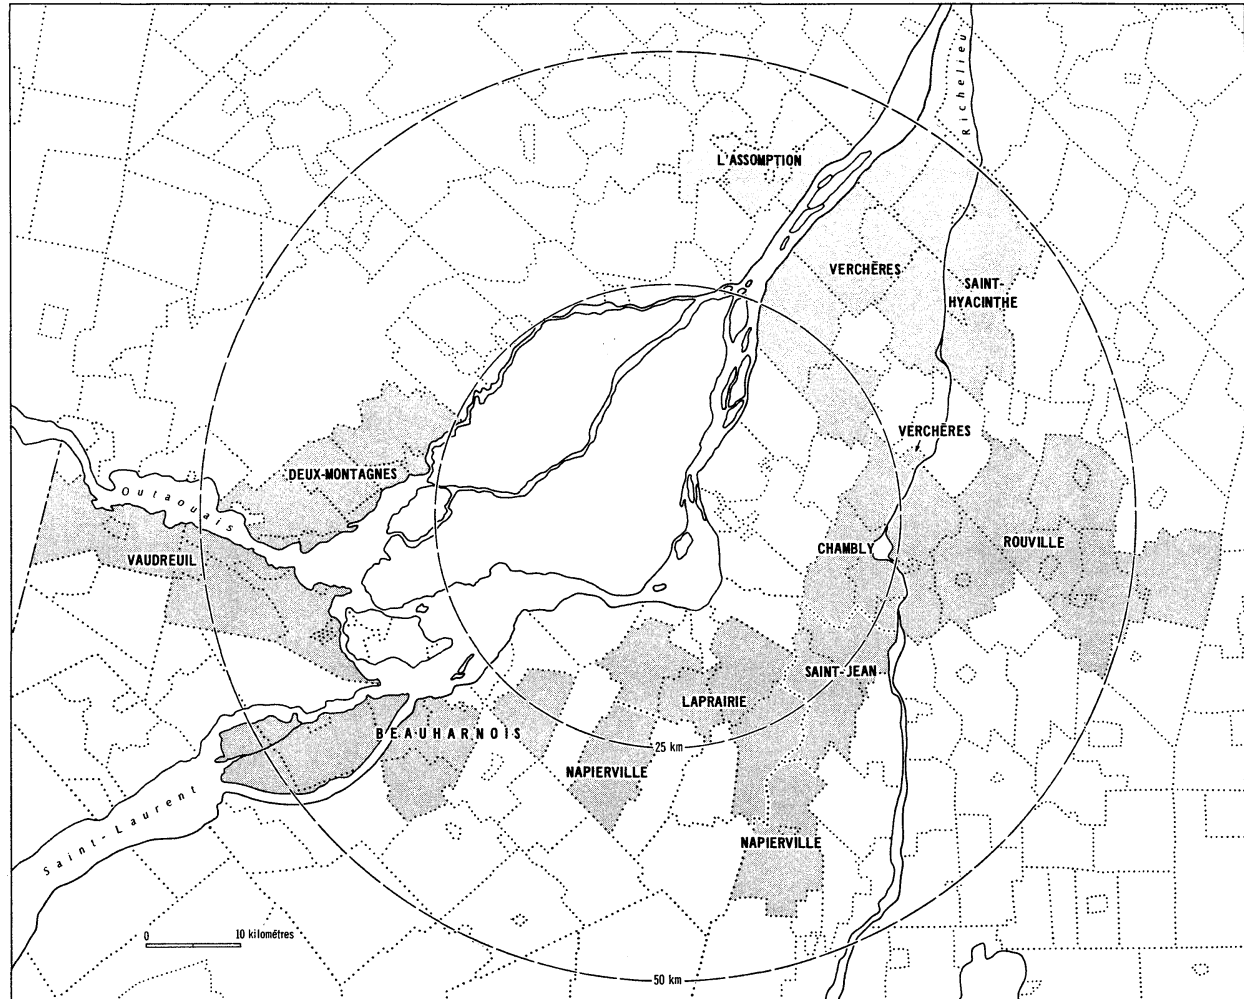 Richelieu
L'ASSOMPTION
VERCHÈRES
SAINT-
HYACINTHE
VERCHÈRES
DEUX-MONTAGNES
Outaouais
VAUDREUIL
CHAMBLY
ROUVILLE
SAINT-JEAN
LAPRAIRIE
BEAUHARNOIS
25 km
NAPIERVILLE
Saint-Laurent
NAPIERVILLE
0 10 kilométres
50 km